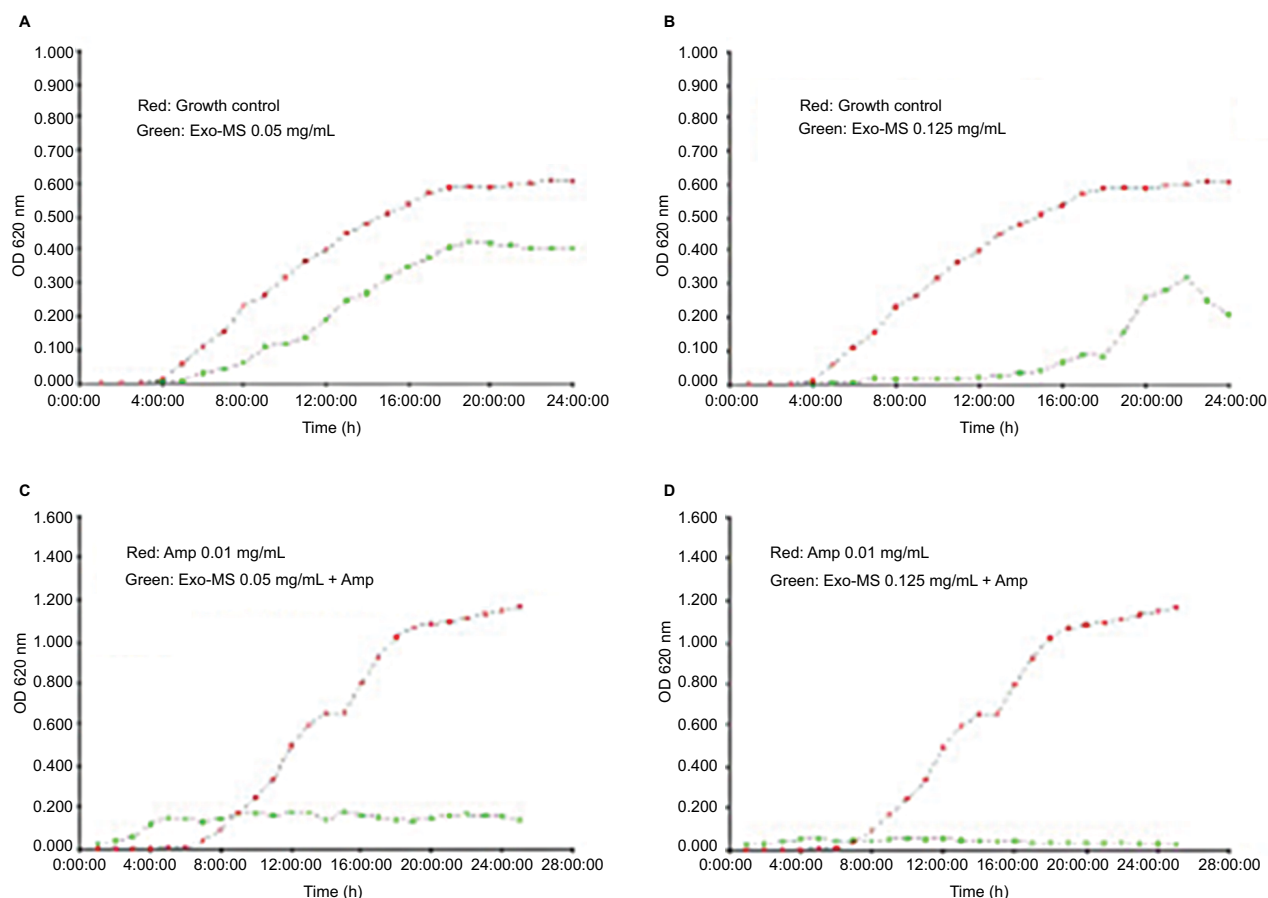 A
1.000
0.900
0.800
0.700
0.600
0.500
0.400
0.300
0.200
0.100
0.000
OD 620 nm
Red: Growth control
Green: Exo-MS 0.05 mg/mL
0:00:00 4:00:00 8:00:00 12:00:00 16:00:00 20:00:00 24:00:00
Time (h)
B
1.000
0.900
0.800
0.700
0.600
0.500
0.400
0.300
0.200
0.100
0.000
OD 620 nm
Red: Growth control
Green: Exo-MS 0.125 mg/mL
0:00:00 4:00:00 8:00:00 12:00:00 16:00:00 20:00:00 24:00:00
Time (h)
C
1.600
1.400
1.200
1.000
0.800
0.600
0.400
0.200
0.000
OD 620 nm
Red: Amp 0.01 mg/mL
Green: Exo-MS 0.05 mg/mL + Amp
0:00:00 4:00:00 8:00:00 12:00:00 16:00:00 20:00:00 24:00:00 28:00:00
Time (h)
D
1.600
1.400
1.200
1.000
0.800
0.600
0.400
0.200
0.000
OD 620 nm
Red: Amp 0.01 mg/mL
Green: Exo-MS 0.125 mg/mL + Amp
0:00:00 4:00:00 8:00:00 12:00:00 16:00:00 20:00:00 24:00:00 28:00:00
Time (h)